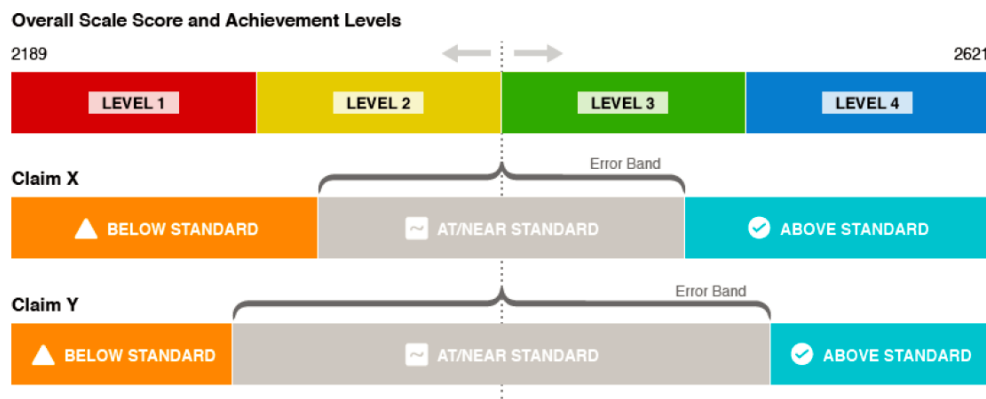 Overall Scale Score and Achievement Levels
2189 2621
LEVEL 1 LEVEL 2 LEVEL 3 LEVEL 4
Error Band
Claim X
BELOW STANDARD AT/NEAR STANDARD ABOVE STANDARD
Error Band
Claim Y
BELOW STANDARD AT/NEAR STANDARD ABOVE STANDARD